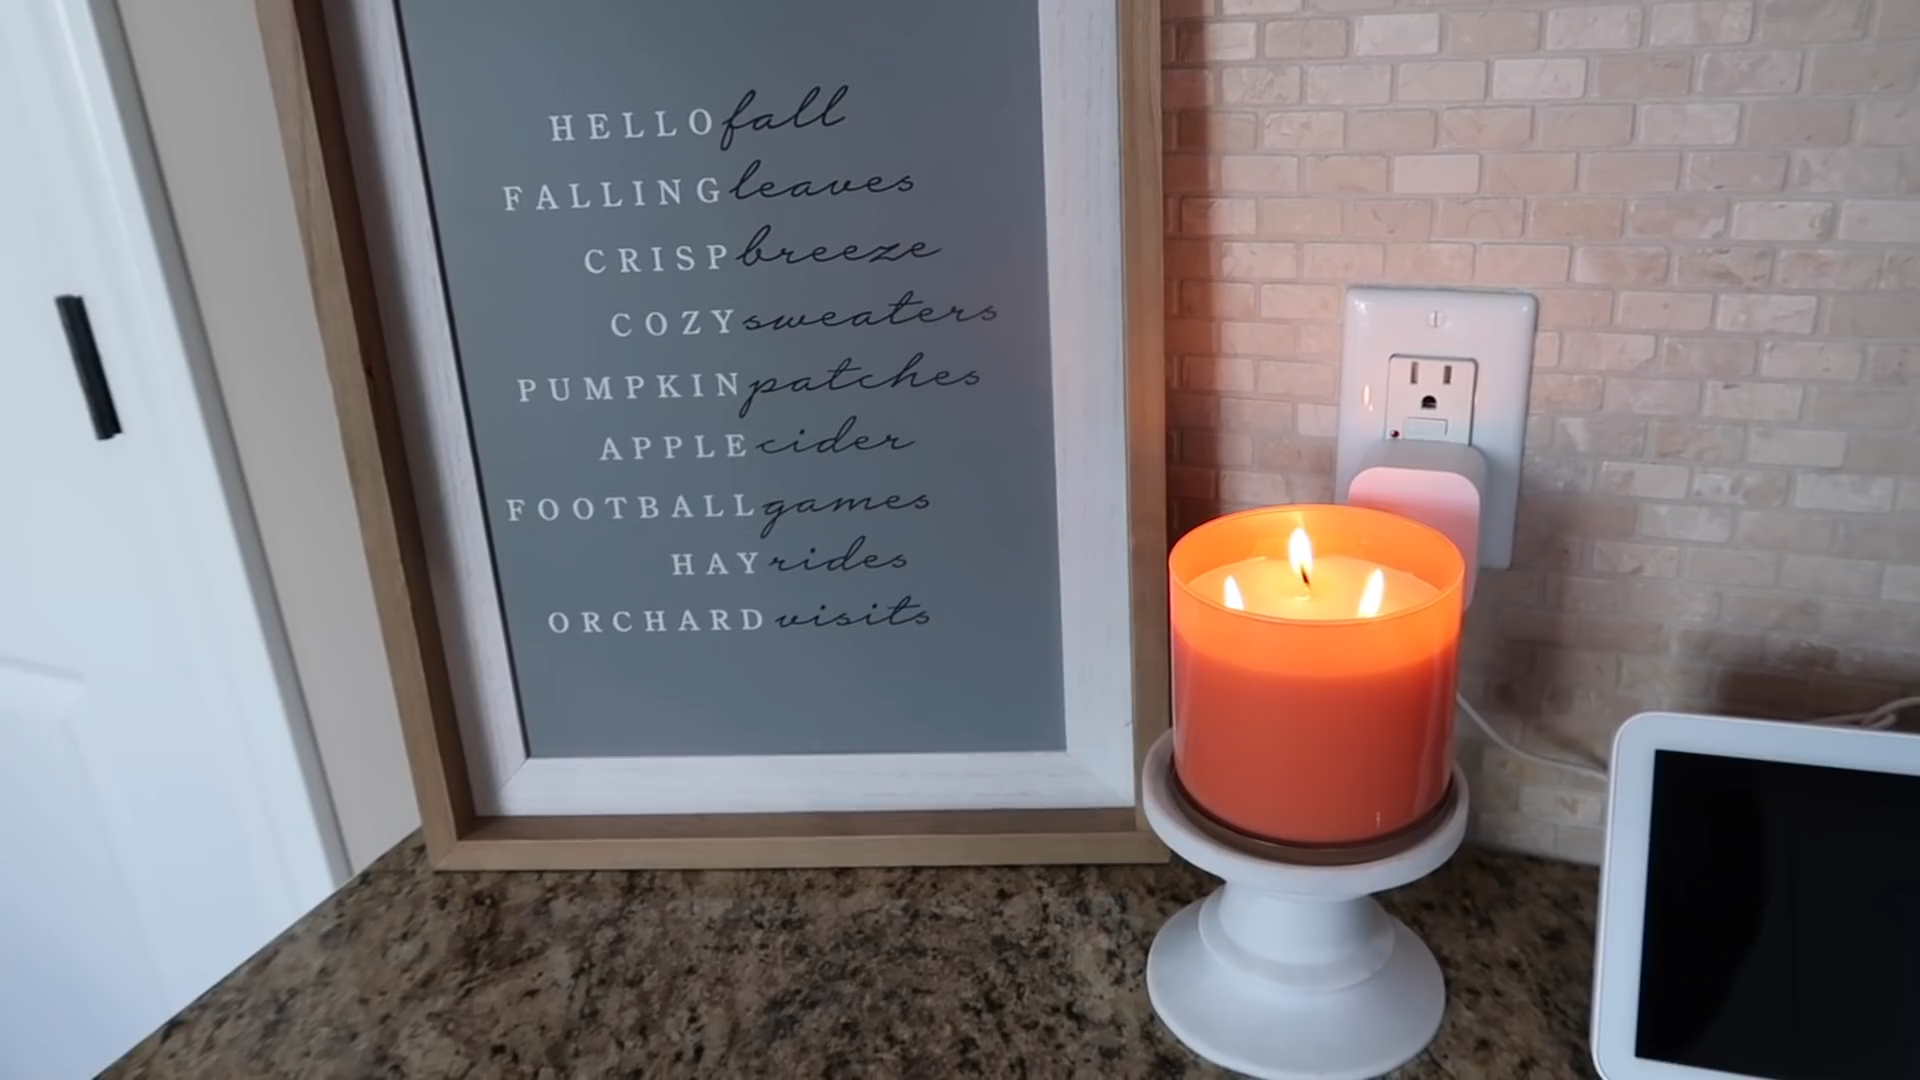 HELLO fall
FALLING leaves
CRISP breeze
COZY sweaters
PUMPKIN patches
APPLE cider
FOOTBALL games
HAY rides
ORCHARD visits